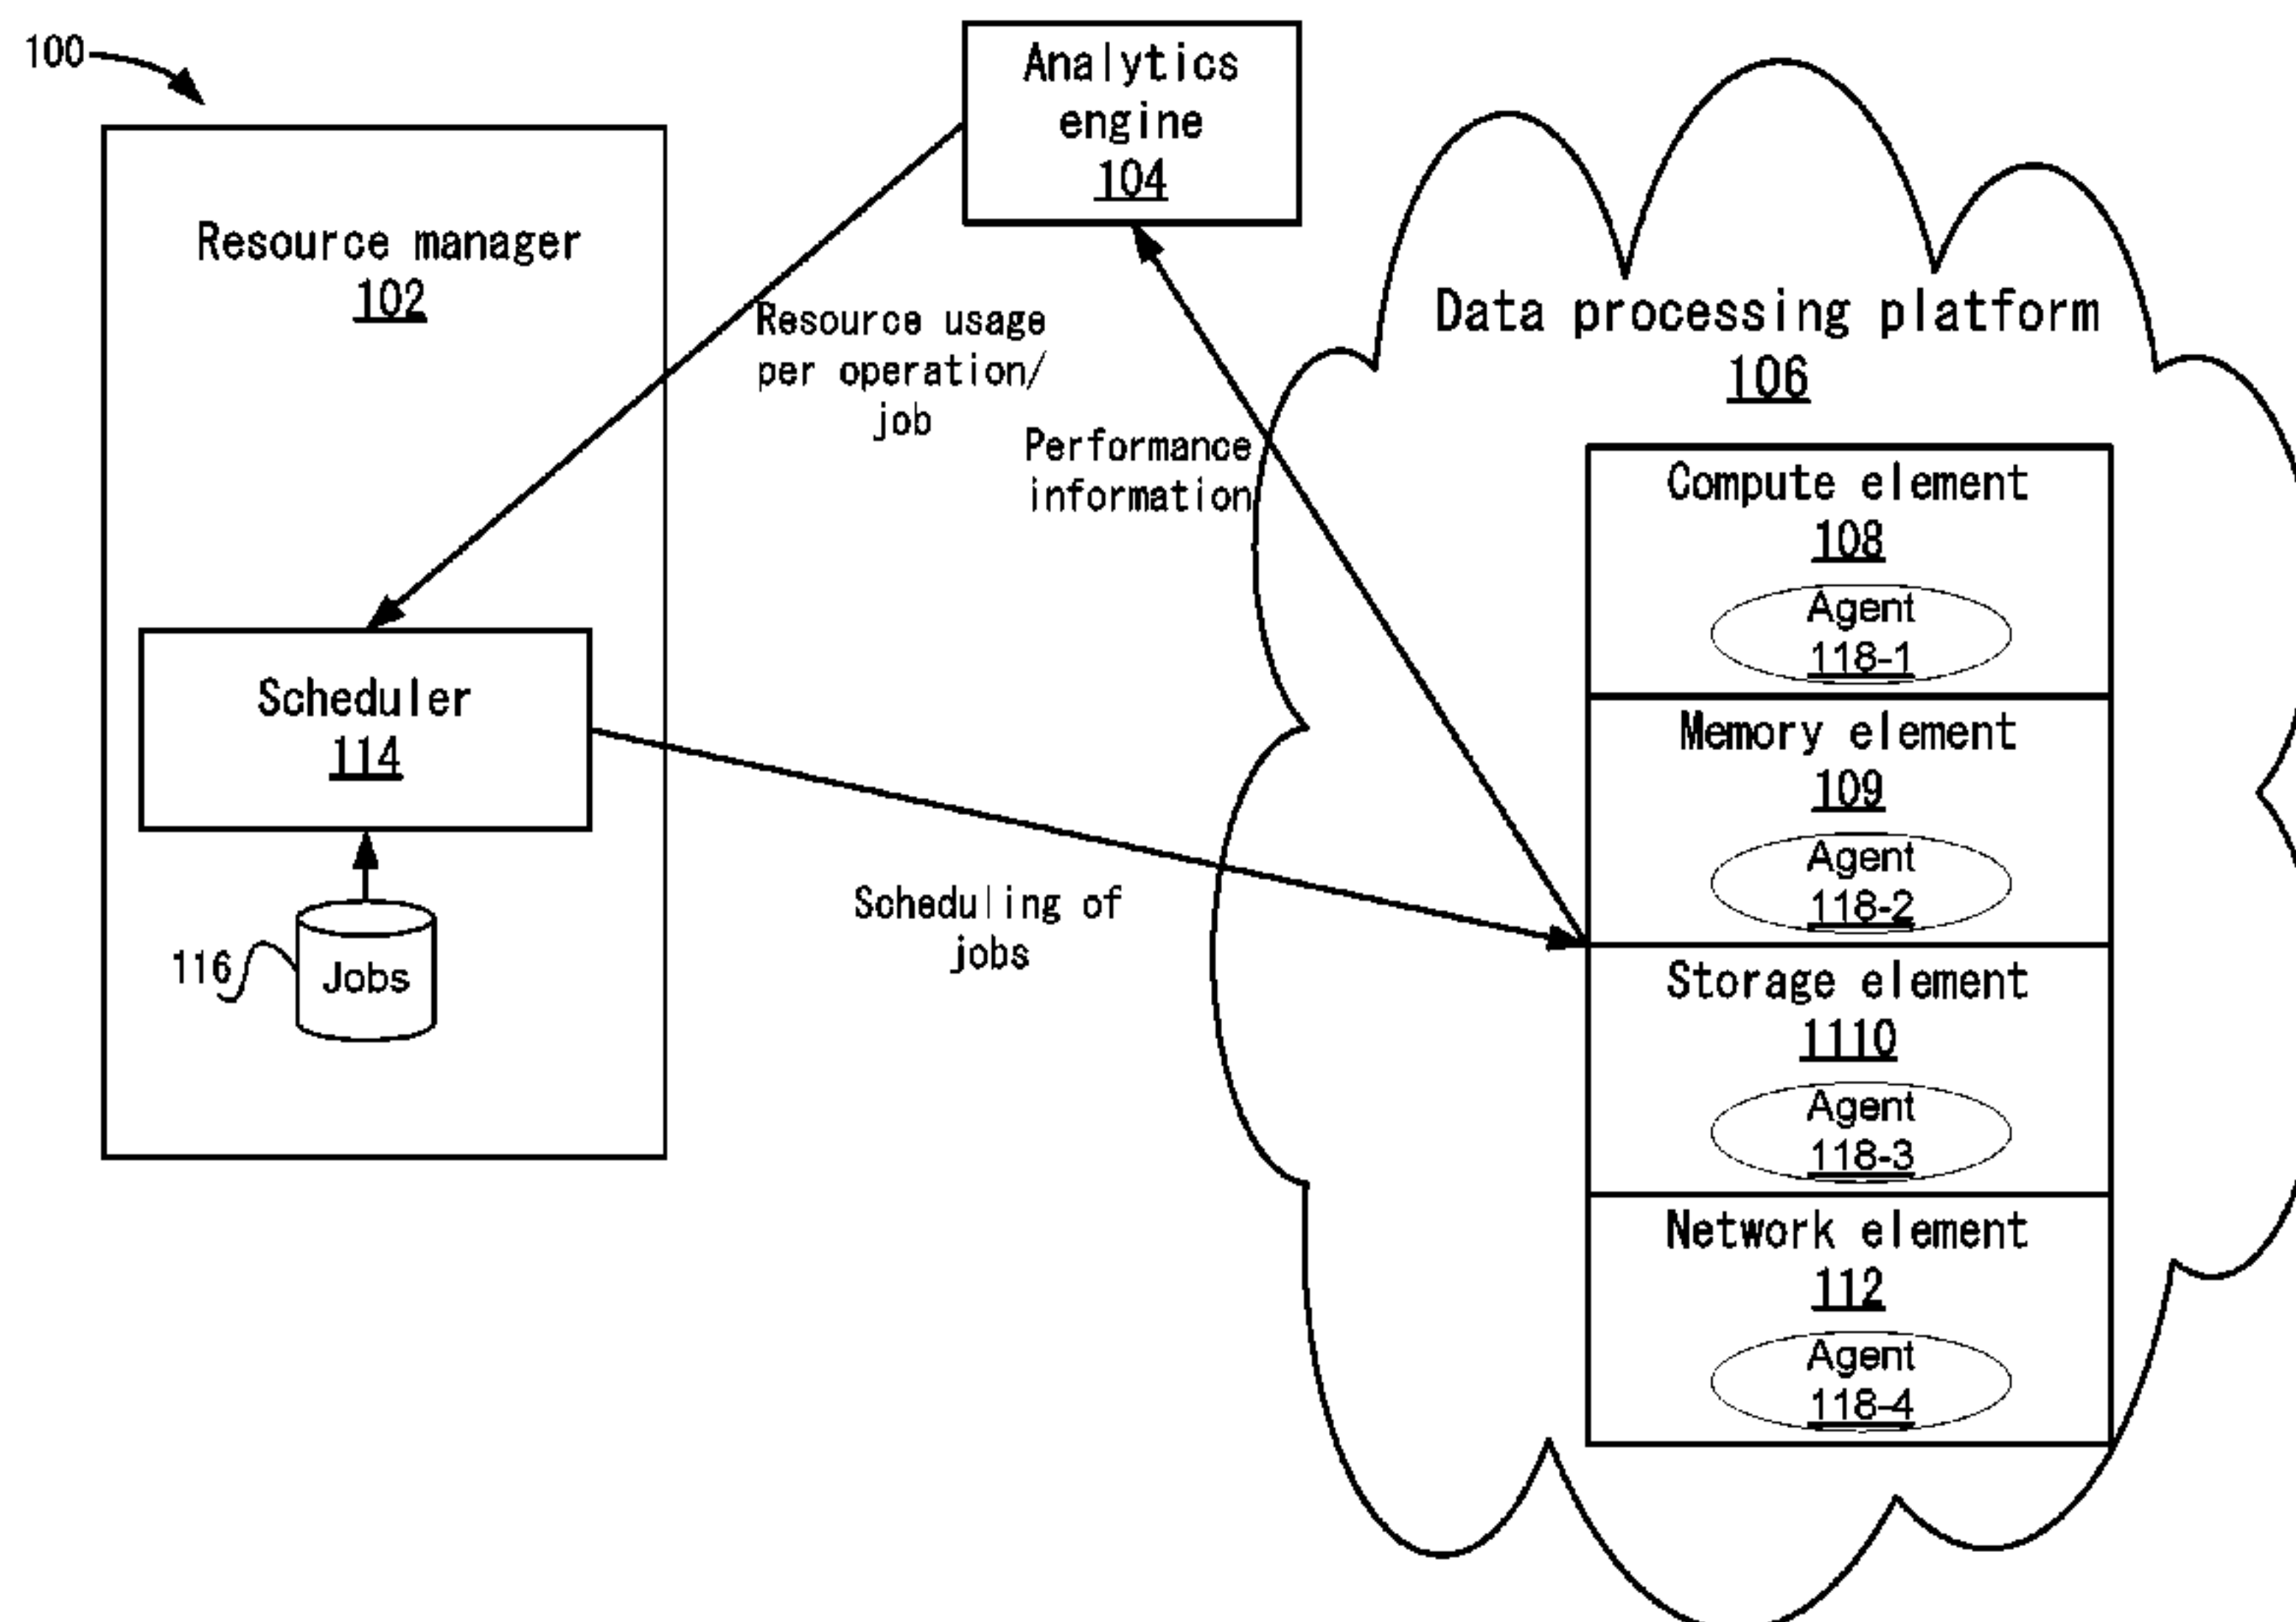 100
Analytics
engine
104
Resource manager
102
Resource usage
per operation/
job
Performance
information
Data processing platform
106
Compute element
108
Agent
118-1
Scheduler
114
Memory element
109
Agent
118-2
Scheduling of
jobs
116
Jobs
Storage element
1110
Agent
118-3
Network element
112
Agent
118-4